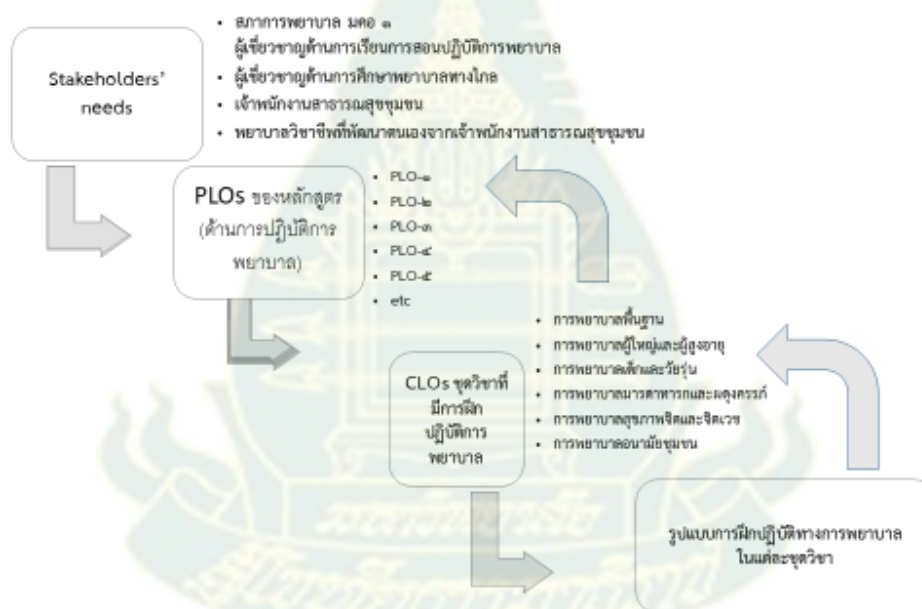 • สภาการพยาบาล มคอ ๑
ผู้เชี่ยวชาญด้านการเรียนการสอนปฏิบัติการพยาบาล
• ผู้เชี่ยวชาญด้านการศึกษาพยาบาลทางไกล
• เจ้าพนักงานสาธารณสุขชุมชน
• พยาบาลวิชาชีพที่พัฒนาตนเองจากเจ้าพนักงานสาธารณสุขชุมชน
Stakeholders’
needs
PLOs ของหลักสูตร
(ด้านการปฏิบัติการ
พยาบาล)
• PLO-๑
• PLO-๒
• PLO-๓
• PLO-๔
• PLO-๕
• etc
CLOs ชุดวิชาที่
มีการฝึก
ปฏิบัติการ
พยาบาล
• การพยาบาลพื้นฐาน
• การพยาบาลผู้ใหญ่และผู้สูงอายุ
• การพยาบาลเด็กและวัยรุ่น
• การพยาบาลมารดาทารกและผดุงครรภ์
• การพยาบาลสุขภาพจิตและจิตเวช
• การพยาบาลอนามัยชุมชน
รูปแบบการฝึกปฏิบัติทางการพยาบาล
ในแต่ละชุดวิชา